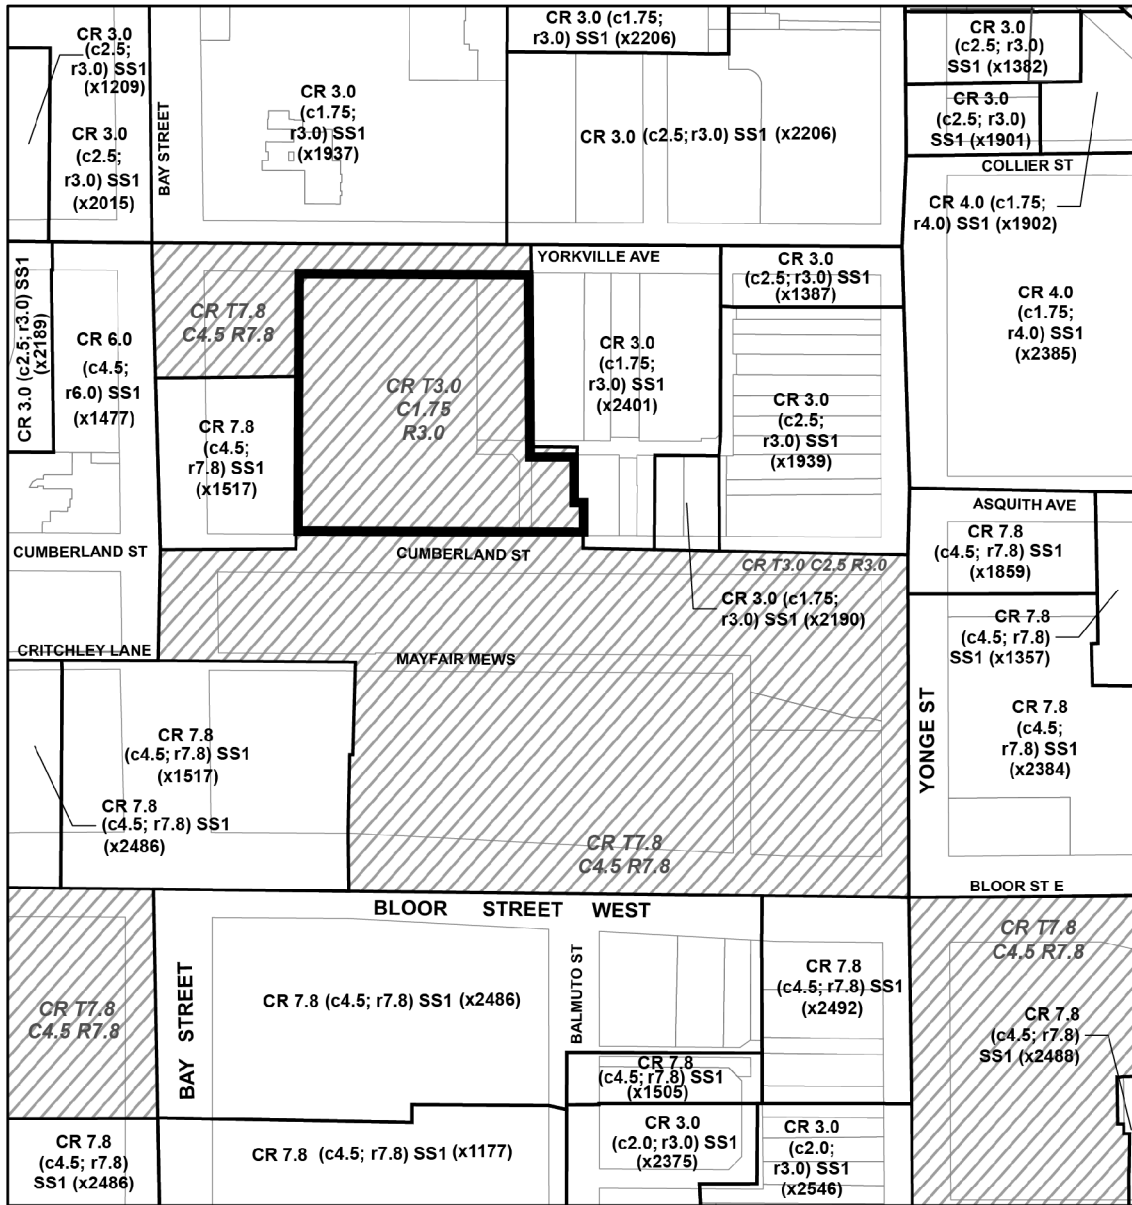 CR 3.0
(c2.5;
r3.0) SS1
(x1209)
CR 3.0
(c2.5;
r3.0) SS1
(x2015)
BAY STREET
CR 3.0
(c1.75;
r3.0) SS1
(x1937)
CR 3.0 (c1.75;
r3.0) SS1 (x2206)
CR 3.0 (c2.5; r3.0) SS1 (x2206)
CR 3.0
(c2.5; r3.0)
SS1 (x1382)
CR 3.0
(c2.5; r3.0)
SS1 (x1901)
COLLIER ST
CR 4.0 (c1.75;
r4.0) SS1 (x1902)
CR 3.0 (c2.5; r3.0) SS1
(x2189)
CR 6.0
(c4.5;
r6.0) SS1
(x1477)
CR T7.8
C4.5 R7.8
CR 7.8
(c4.5;
r7.8) SS1
(x1517)
CR T3.0
C1.75
R3.0
YORKVILLE AVE
CR 3.0
(c1.75;
r3.0) SS1
(x2401)
CR 3.0
(c2.5; r3.0) SS1
(x1387)
CR 3.0
(c2.5;
r3.0) SS1
(x1939)
CR 4.0
(c1.75;
r4.0) SS1
(x2385)
ASQUITH AVE
CR 7.8
(c4.5; r7.8) SS1
(x1859)
CUMBERLAND ST
CUMBERLAND ST
CR T3.0 C2.5 R3.0
CR 3.0 (c1.75;
r3.0) SS1 (x2190)
CR 7.8
(c4.5; r7.8)
SS1 (x1357)
CRITCHLEY LANE
MAYFAIR MEWS
YONGE ST
CR 7.8
(c4.5;
r7.8) SS1
(x2384)
CR 7.8
(c4.5; r7.8) SS1
(x1517)
CR 7.8
(c4.5; r7.8) SS1
(x2486)
CR T7.8
C4.5 R7.8
BLOOR ST E
BLOOR STREET WEST
CR T7.8
C4.5 R7.8
BAY STREET
CR 7.8 (c4.5; r7.8) SS1 (x2486)
BALMUTO ST
CR 7.8
(c4.5; r7.8) SS1
(x2492)
CR T7.8
C4.5 R7.8
CR 7.8
(c4.5; r7.8)
SS1 (x2488)
CR 7.8
(c4.5; r7.8) SS1
(x1505)
CR 7.8
(c4.5; r7.8)
SS1 (x2486)
CR 7.8 (c4.5; r7.8) SS1 (x1177)
CR 3.0
(c2.0; r3.0) SS1
(x2375)
CR 3.0
(c2.0;
r3.0) SS1
(x2546)